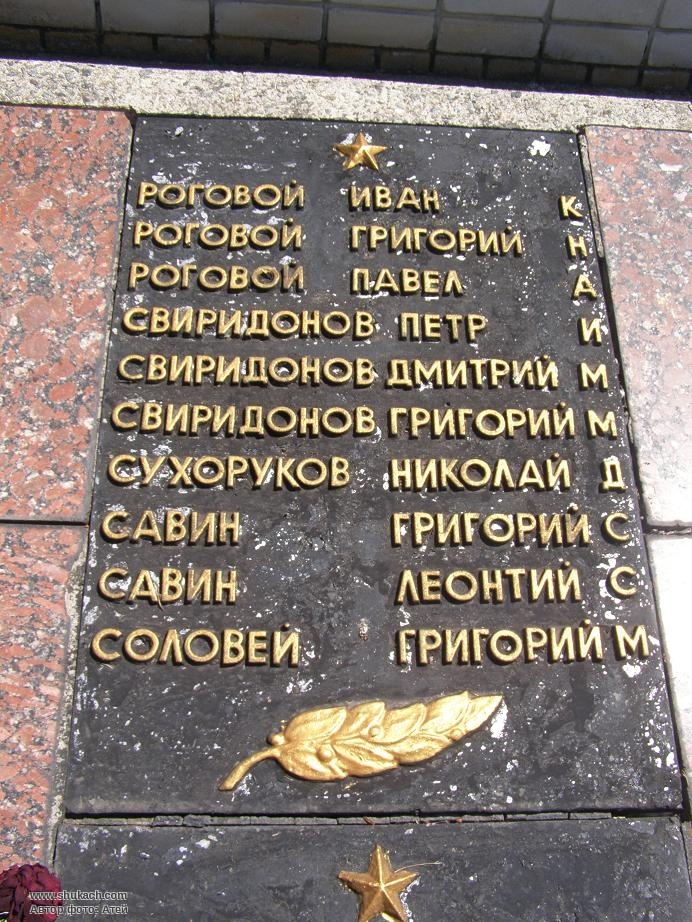 РОГОВОЙ ИВАН К
РОГОВОЙ ГРИГОРИЙ Н
РОГОВОЙ ПАВЕЛ А
СВИРИДОНОВ ПЕТР И
СВИРИДОНОВ ДМИТРИЙ М
СВИРИДОНОВ ГРИГОРИЙ М
СУХОРУКОВ НИКОЛАЙ Д
САВИН ГРИГОРИЙ С
САВИН ЛЕОНТИЙ С
СОЛОВЕЙ ГРИГОРИЙ М
www.shukach.com
Автор фото: Атей